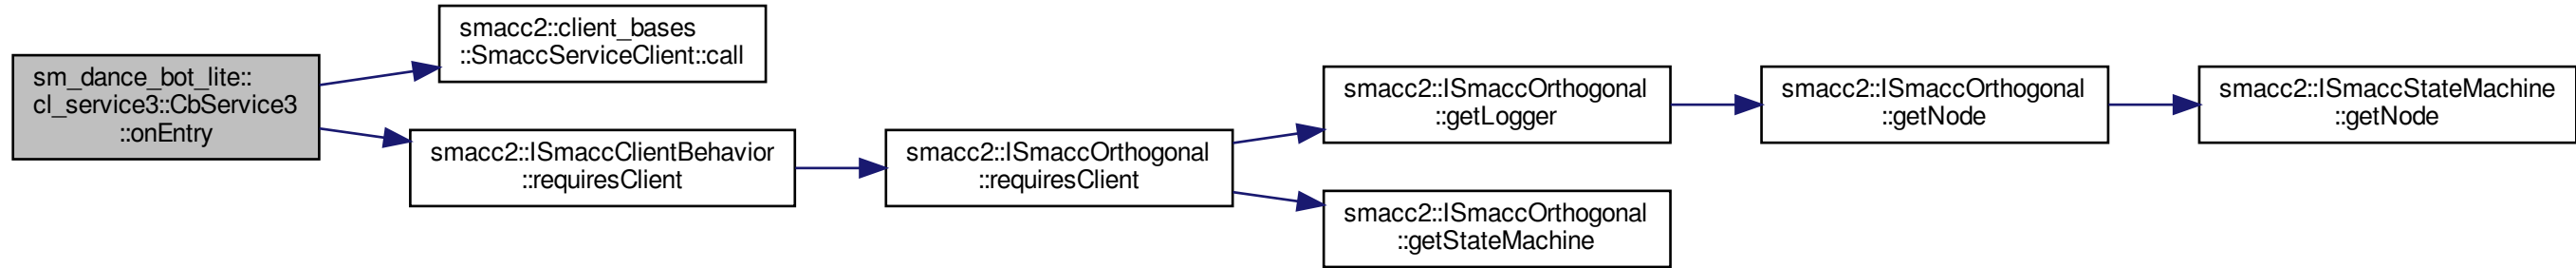 sm_dance_bot_lite::
cl_service3::CbService3
::onEntry
smacc2::client_bases
::SmaccServiceClient::call
smacc2::ISmaccClientBehavior
::requiresClient
smacc2::ISmaccOrthogonal
::requiresClient
smacc2::ISmaccOrthogonal
::getLogger
smacc2::ISmaccOrthogonal
::getNode
smacc2::ISmaccStateMachine
::getNode
smacc2::ISmaccOrthogonal
::getStateMachine